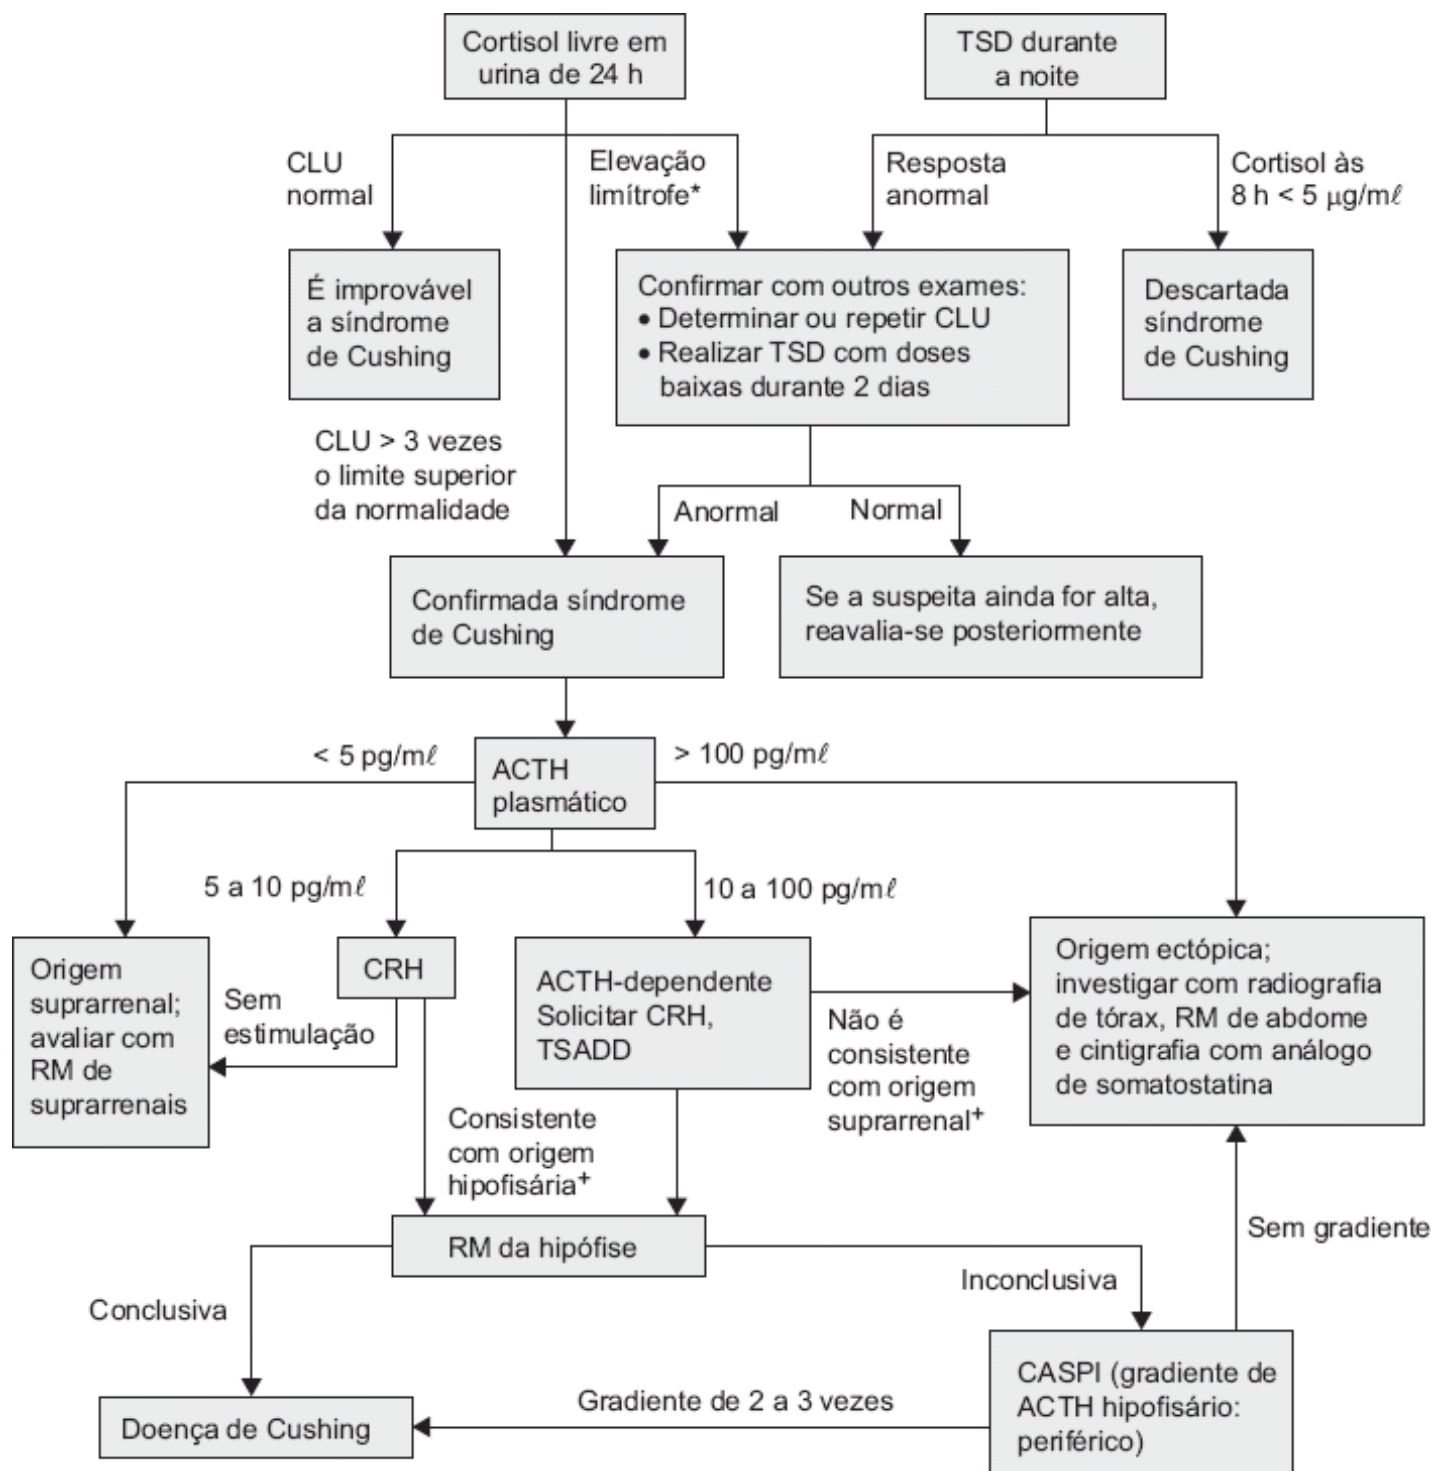 Cortisol livre em
urina de 24 h
TSD durante
a noite
CLU
normal
Elevação
limítrofe*
Resposta
anormal
Cortisol às
8 h < 5 μg/mℓ
É improvável
a síndrome
de Cushing
Confirmar com outros exames:
• Determinar ou repetir CLU
• Realizar TSD com doses
baixas durante 2 dias
Descartada
síndrome
de Cushing
CLU > 3 vezes
o limite superior
da normalidade
Anormal
Normal
Confirmada síndrome
de Cushing
Se a suspeita ainda for alta,
reavalia-se posteriormente
< 5 pg/mℓ
ACTH
plasmático
> 100 pg/mℓ
5 a 10 pg/mℓ
10 a 100 pg/mℓ
Origem
suprarrenal;
avaliar com
RM de
suprarrenais
Sem
estimulação
CRH
ACTH-dependente
Solicitar CRH,
TSADD
Não é
consistente
com origem
suprarrenal+
Origem ectópica;
investigar com radiografia
de tórax, RM de abdome
e cintigrafia com análogo
de somatostatina
Consistente
com origem
hipofisária+
RM da hipófise
Sem gradiente
Conclusiva
Inconclusiva
Doença de Cushing
Gradiente de 2 a 3 vezes
CASPI (gradiente de
ACTH hipofisário:
periférico)